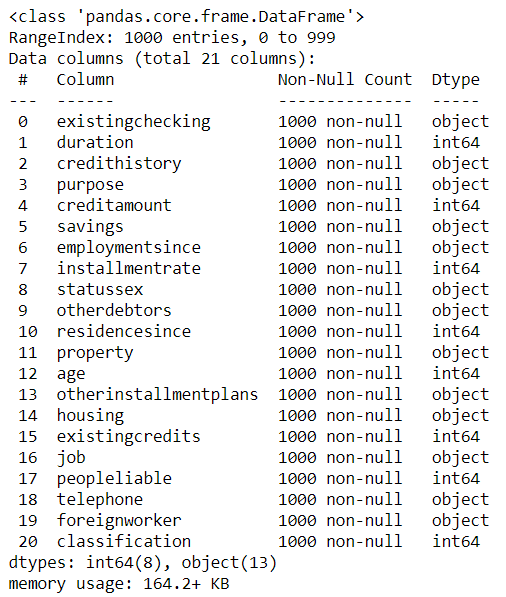 <class 'pandas.core.frame.DataFrame'>
RangeIndex: 1000 entries, 0 to 999
Data columns (total 21 columns):
 #   Column                Non-Null Count  Dtype
---  ------                --------------  -----
 0   existingchecking      1000 non-null   object
 1   duration              1000 non-null   int64
 2   credithistory         1000 non-null   object
 3   purpose               1000 non-null   object
 4   creditamount          1000 non-null   int64
 5   savings               1000 non-null   object
 6   employmentsince       1000 non-null   object
 7   installmentrate       1000 non-null   int64
 8   statussex             1000 non-null   object
 9   otherdebtors          1000 non-null   object
 10  residencesince        1000 non-null   int64
 11  property              1000 non-null   object
 12  age                   1000 non-null   int64
 13  otherinstallmentplans  1000 non-null   object
 14  housing               1000 non-null   object
 15  existingcredits       1000 non-null   int64
 16  job                   1000 non-null   object
 17  peopleliable          1000 non-null   int64
 18  telephone             1000 non-null   object
 19  foreignworker         1000 non-null   object
 20  classification        1000 non-null   int64
dtypes: int64(8), object(13)
memory usage: 164.2+ KB